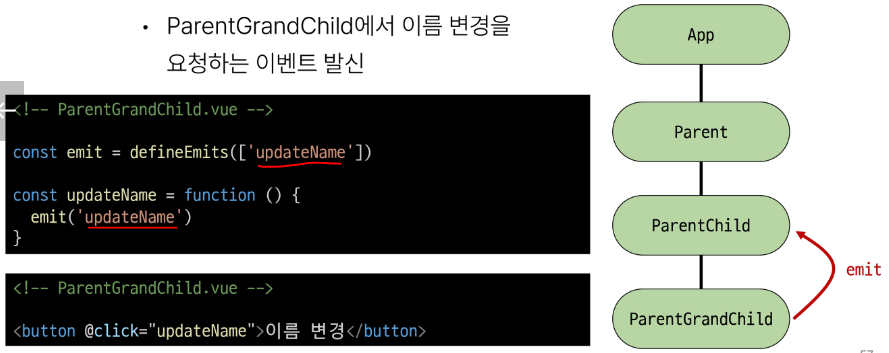 • ParentGrandChild에서 이름 변경을
요청하는 이벤트 발신
<!-- ParentGrandChild.vue -->
const emit = defineEmits(['updateName'])
const updateName = function () {
  emit('updateName')
}
<!-- ParentGrandChild.vue -->
<button @click="updateName">이름 변경</button>
App
Parent
ParentChild
emit
ParentGrandChild